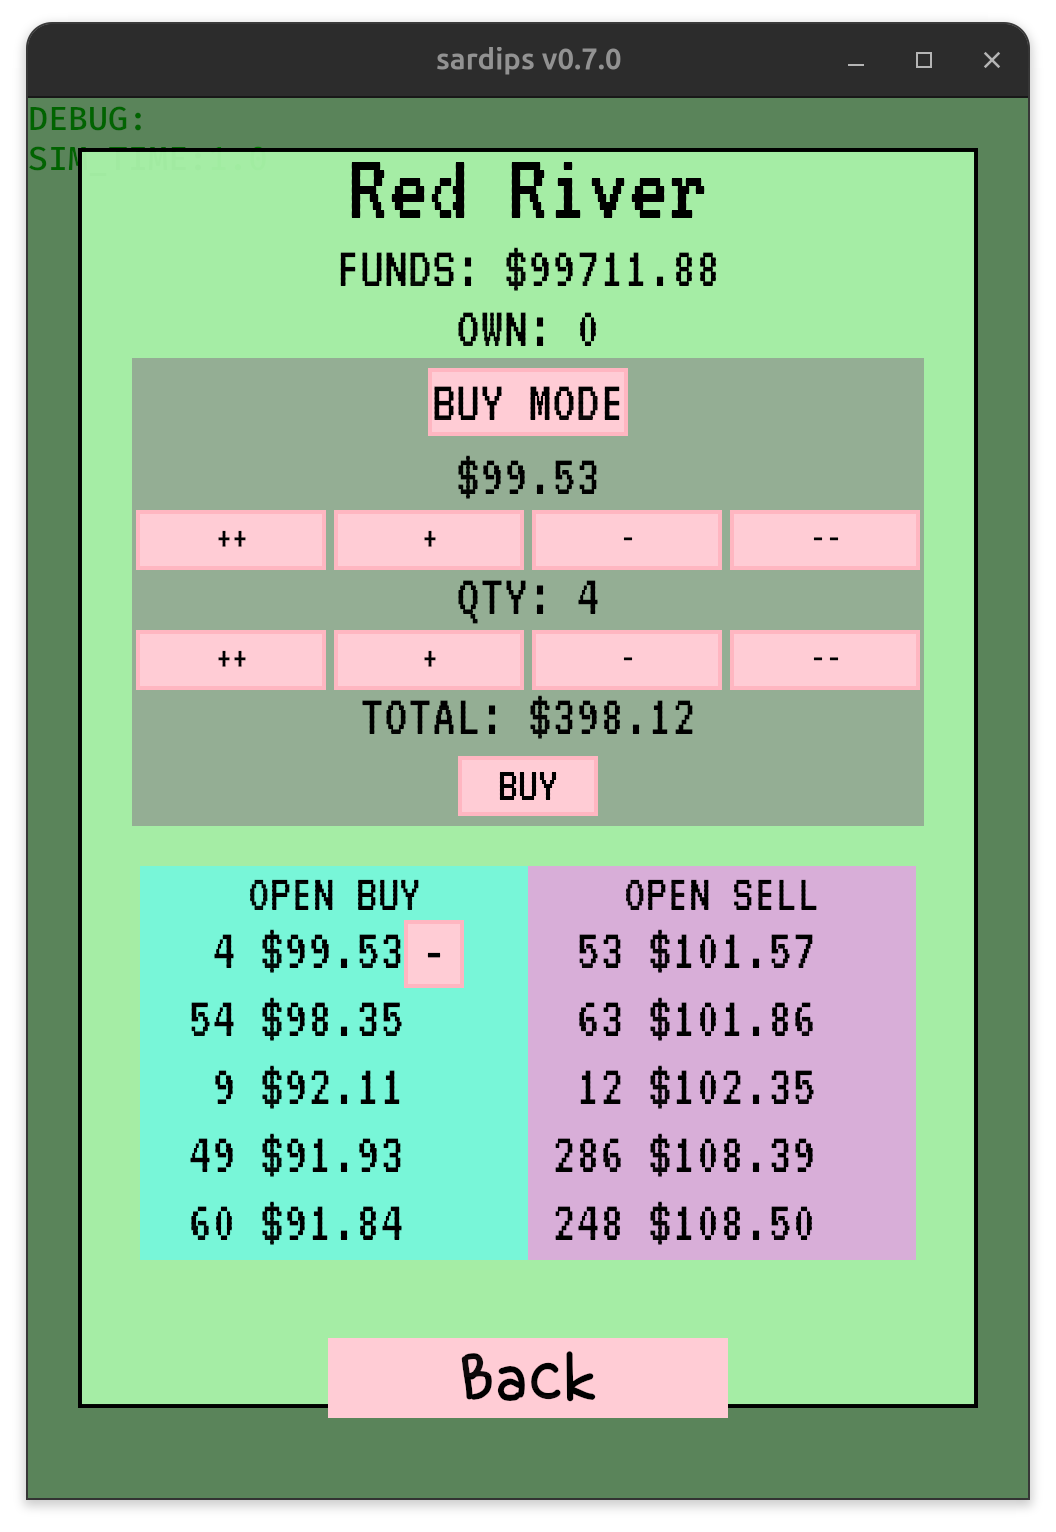 sardips v0.7.0
DEBUG:
SIM_TIME:1.0
Red River
FUNDS: $99711.88
OWN: 0
BUY MODE
$99.53
++ + - --
QTY: 4
++ + - --
TOTAL: $398.12
BUY
OPEN BUY OPEN SELL
4 $99.53 - 53 $101.57
54 $98.35 63 $101.86
9 $92.11 12 $102.35
49 $91.93 286 $108.39
60 $91.84 248 $108.50
Back